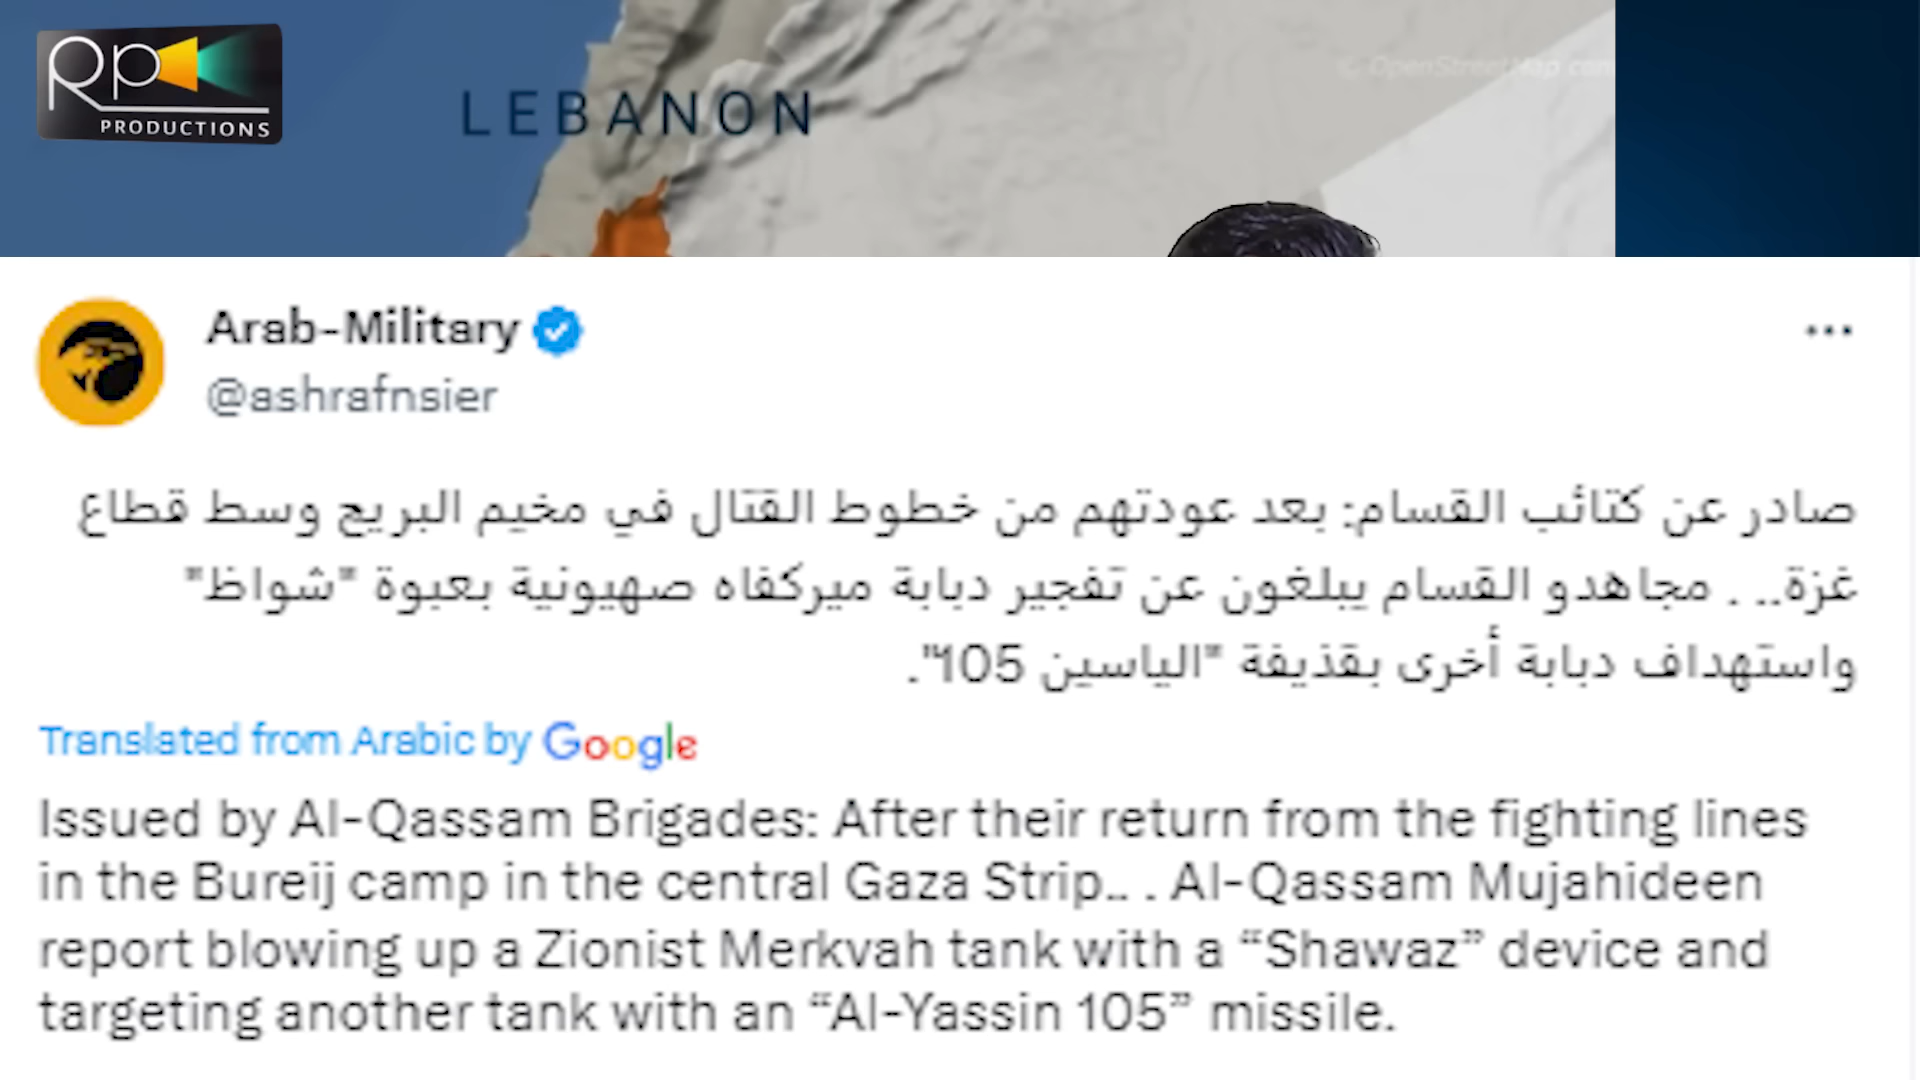 Rp
PRODUCTIONS
LEBANON
© OpenStreetMap con
Arab-Military
@ashrafnsier
صادر عن كتائب القسام: بعد عودتهم من خطوط القتال في مخيم البريج وسط قطاع
غزة.. . مجاهدو القسام يبلغون عن تفجير دبابة ميركفاه صهيونية بعبوة "شواظ"
واستهداف دبابة أخرى بقذيفة "الياسين 105".
Translated from Arabic by Google
Issued by Al-Qassam Brigades: After their return from the fighting lines
in the Bureij camp in the central Gaza Strip.. . Al-Qassam Mujahideen
report blowing up a Zionist Merkvah tank with a “Shawaz” device and
targeting another tank with an “Al-Yassin 105” missile.